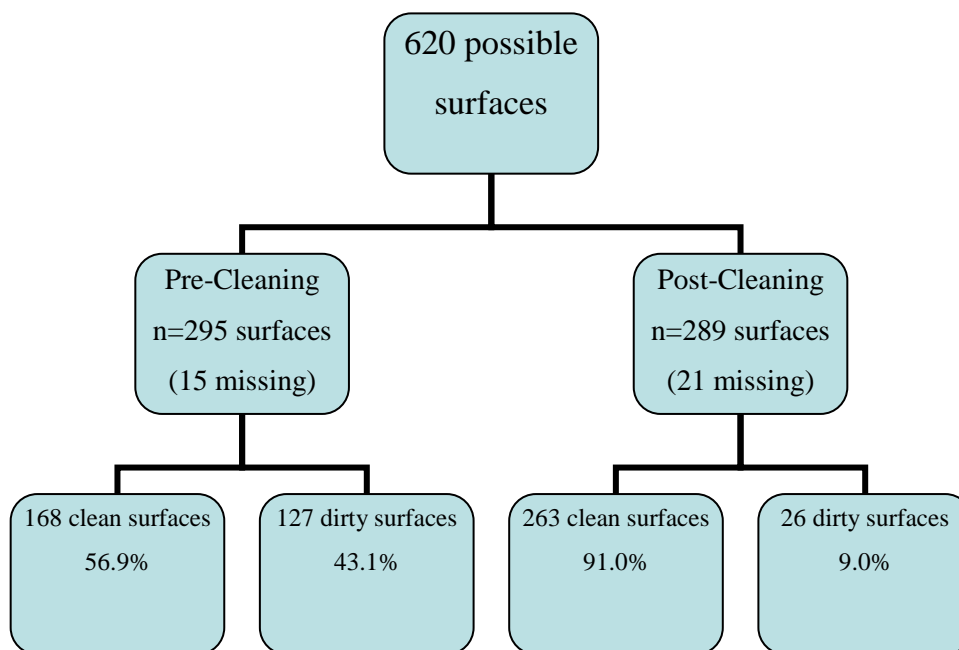 620 possible
surfaces
Pre-Cleaning
n=295 surfaces
(15 missing)
Post-Cleaning
n=289 surfaces
(21 missing)
168 clean surfaces
56.9%
127 dirty surfaces
43.1%
263 clean surfaces
91.0%
26 dirty surfaces
9.0%